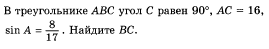 В треугольнике ABC угол C равен 90°, AC = 16,
sin A = 8/17. Найдите BC.